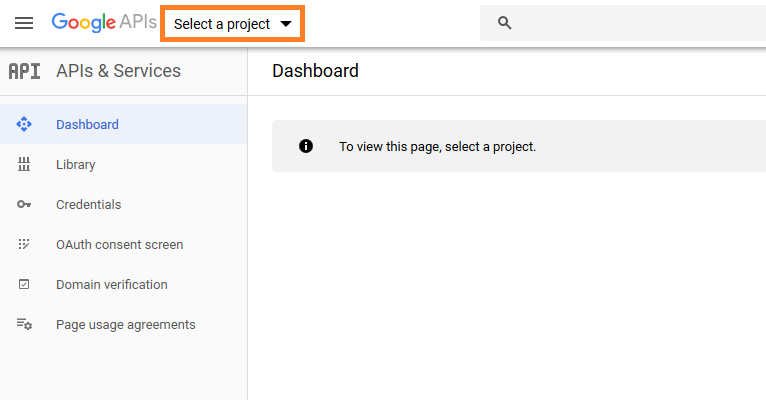 Google APIs Select a project
API APIs & Services
Dashboard
Dashboard
Library
Credentials
OAuth consent screen
Domain verification
Page usage agreements
To view this page, select a project.